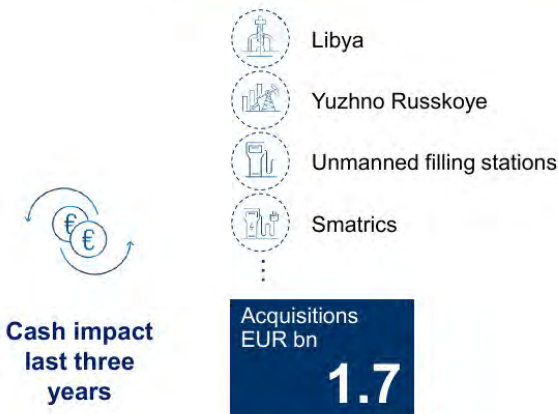 Libya
Yuzhno Russkoye
Unmanned filling stations
Smatrics
€
€
Cash impact
last three
years
Acquisitions
EUR bn
1.7